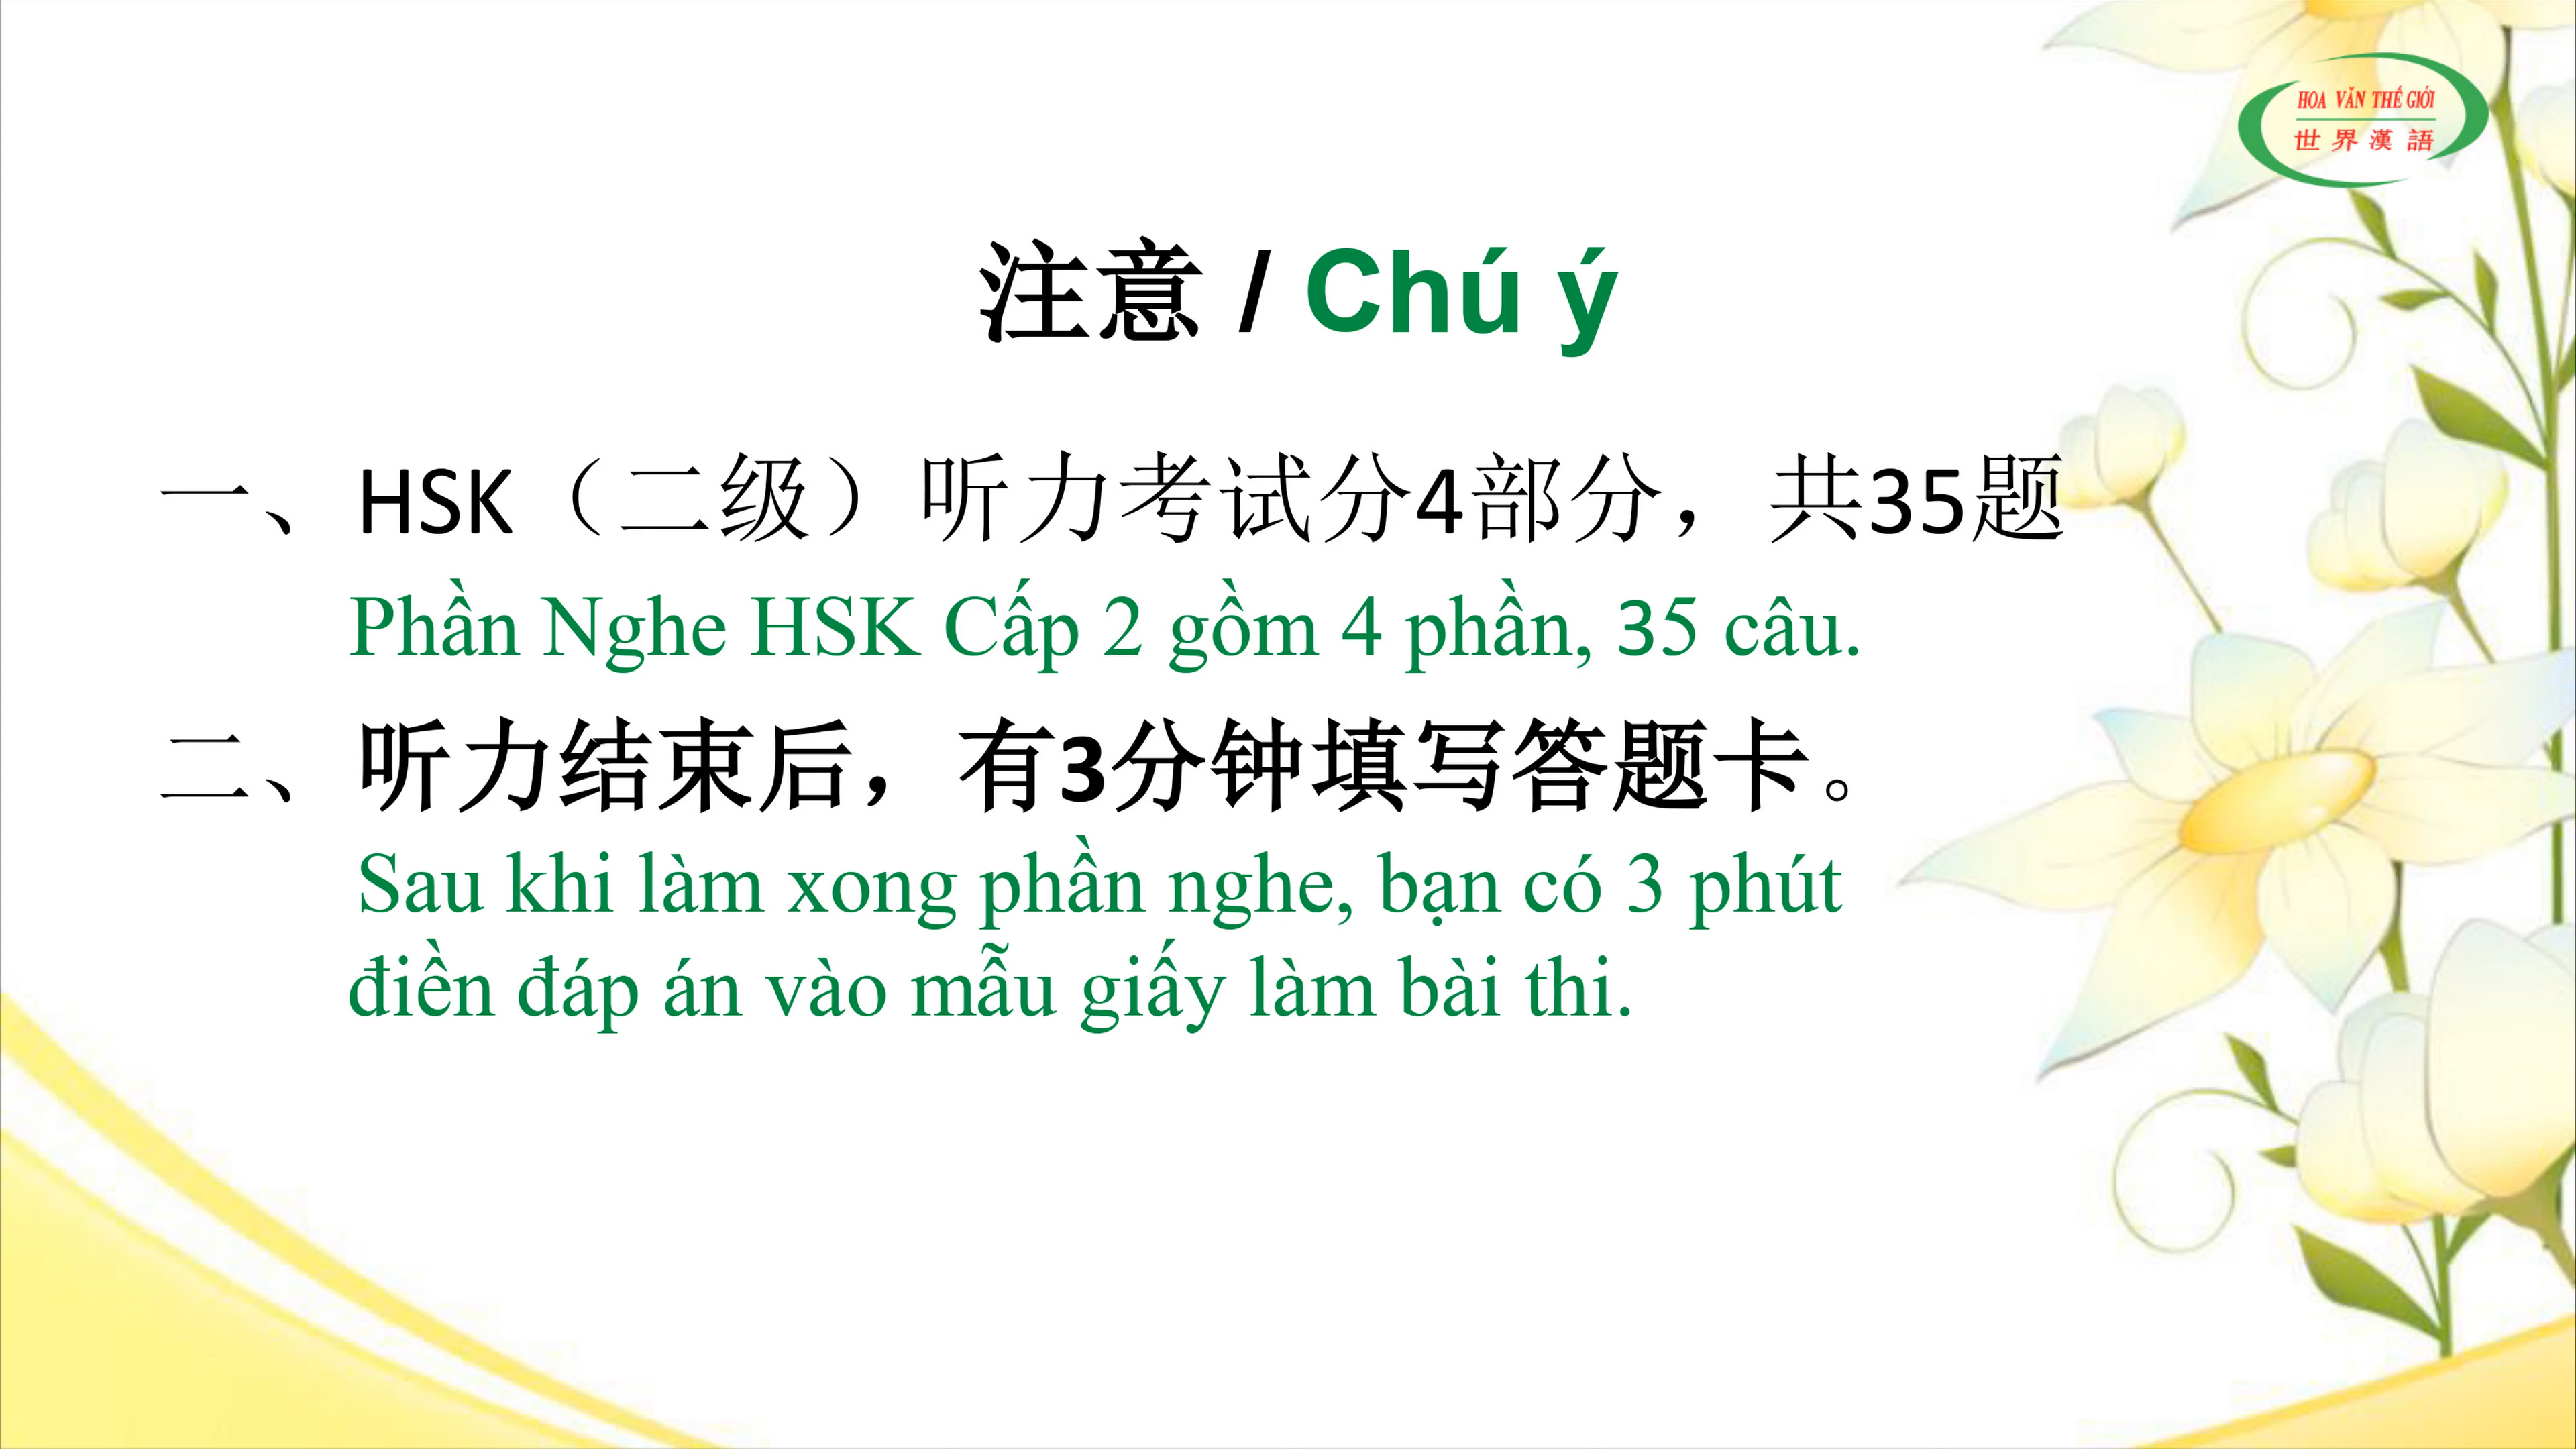 HOA VĂN THẾ GIỚI
世界漢語
注意 / Chú ý
一、HSK（二级）听力考试分4部分，共35题
Phần Nghe HSK Cấp 2 gồm 4 phần, 35 câu.
二、听力结束后，有3分钟填写答题卡。
Sau khi làm xong phần nghe, bạn có 3 phút
điền đáp án vào mẫu giấy làm bài thi.